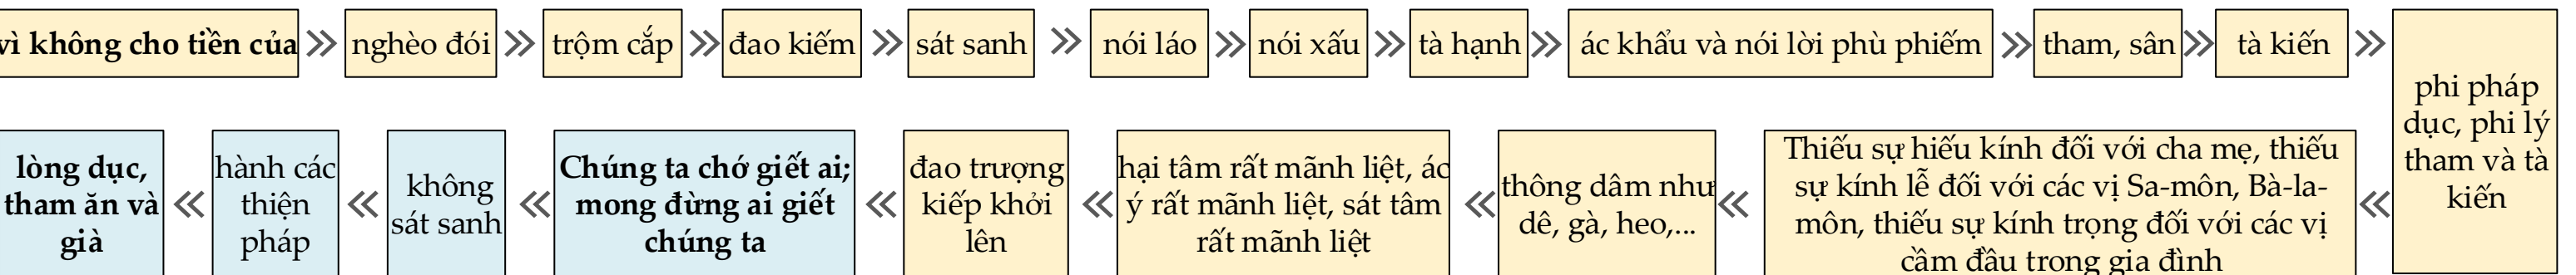 vì không cho tiền của
nghèo đói
trộm cắp
đao kiếm
sát sanh
nói láo
nói xấu
tà hạnh
ác khẩu và nói lời phù phiếm
tham, sân
tà kiến
phi pháp
dục, phi lý
tham và tà
kiến
Thiếu sự hiếu kính đối với cha mẹ, thiếu
sự kính lễ đối với các vị Sa-môn, Bà-la-
môn, thiếu sự kính trọng đối với các vị
cầm đầu trong gia đình
thông dâm như
dê, gà, heo,...
hại tâm rất mãnh liệt, ác
ý rất mãnh liệt, sát tâm
rất mãnh liệt
đao trượng
kiếp khởi
lên
Chúng ta chớ giết ai;
mong đừng ai giết
chúng ta
không
sát sanh
hành các
thiện
pháp
lòng dục,
tham ăn và
già